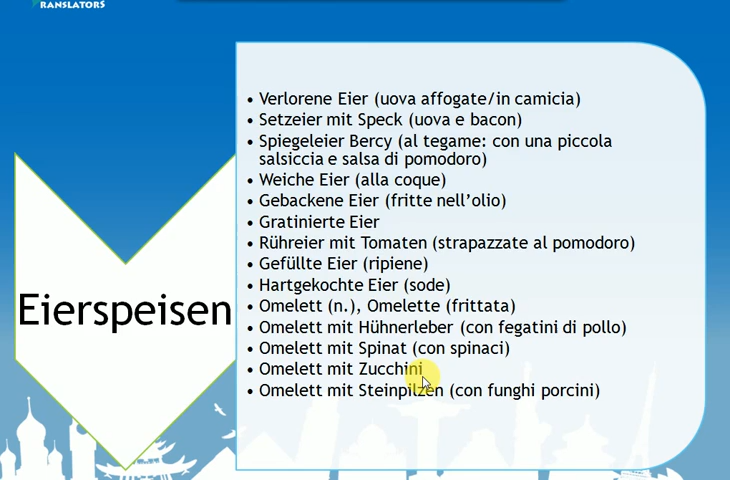 RANSLATORS
• Verlorene Eier (uova affogate/in camicia)
• Setzeier mit Speck (uova e bacon)
• Spiegeleier Bercy (al tegame: con una piccola
salsiccia e salsa di pomodoro)
• Weiche Eier (alla coque)
• Gebackene Eier (fritte nell’olio)
• Gratinierte Eier
• Rühreier mit Tomaten (strapazzate al pomodoro)
• Gefüllte Eier (ripiene)
• Hartgekochte Eier (sode)
• Omelett (n.), Omelette (frittata)
• Omelett mit Hühnerleber (con fegatini di pollo)
• Omelett mit Spinat (con spinaci)
• Omelett mit Zucchini
• Omelett mit Steinpilzen (con funghi porcini)
Eierspeisen